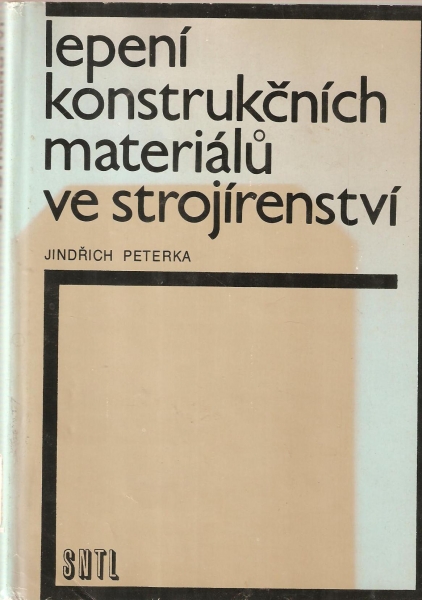 lepení
konstrukčních
materiálů
ve strojírenství
JINDŘICH PETERKA
SNTL